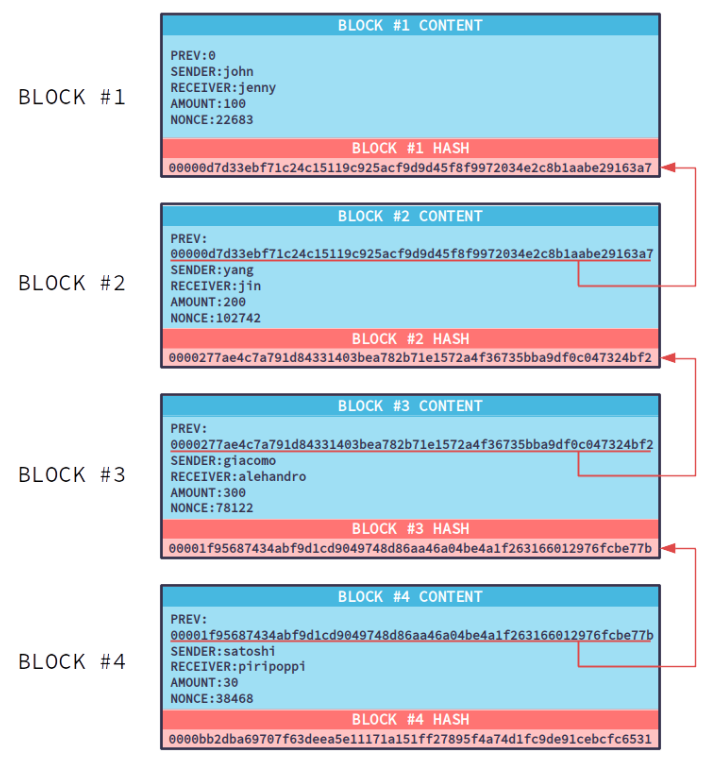 BLOCK #1 CONTENT
PREV:0
SENDER:john
RECEIVER:jenny
AMOUNT:100
NONCE:22683
BLOCK #1
BLOCK #1 HASH
00000d7d33ebf71c24c15119c925acf9d9d45f8f9972034e2c8b1aabe29163a7
BLOCK #2 CONTENT
PREV:
00000d7d33ebf71c24c15119c925acf9d9d45f8f9972034e2c8b1aabe29163a7
SENDER:yang
RECEIVER:jin
AMOUNT:200
NONCE:102742
BLOCK #2
BLOCK #2 HASH
0000277ae4c7a791d84331403bea782b71e1572a4f36735bba9df0c047324bf2
BLOCK #3 CONTENT
PREV:
0000277ae4c7a791d84331403bea782b71e1572a4f36735bba9df0c047324bf2
SENDER:giacomo
RECEIVER:alehandro
AMOUNT:300
NONCE:78122
BLOCK #3
BLOCK #3 HASH
00001f95687434abf9d1cd9049748d86aa46a04be4a1f263166012976fcbe77b
BLOCK #4 CONTENT
PREV:
00001f95687434abf9d1cd9049748d86aa46a04be4a1f263166012976fcbe77b
SENDER:satoshi
RECEIVER:piripoppi
AMOUNT:30
NONCE:38468
BLOCK #4
BLOCK #4 HASH
0000bb2dba69707f63deea5e11171a151ff27895f4a74d1fc9de91cebcfc6531